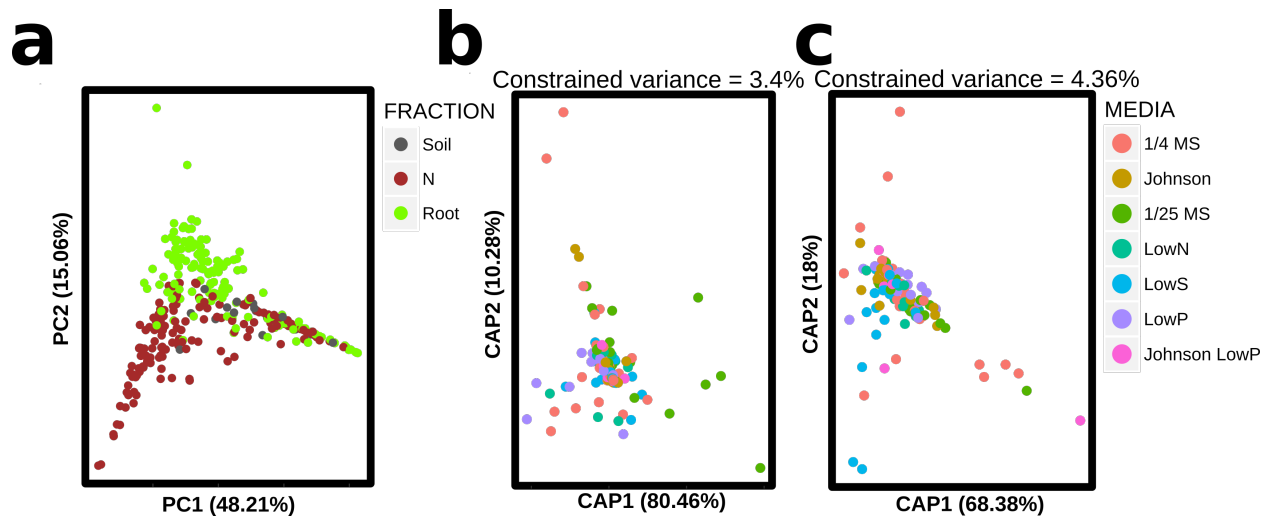 a
b
c
Constrained variance = 3.4%
Constrained variance = 4.36%
FRACTION
Soil
N
Root
PC2 (15.06%)
PC1 (48.21%)
CAP2 (10.28%)
CAP1 (80.46%)
CAP2 (18%)
CAP1 (68.38%)
MEDIA
1/4 MS
Johnson
1/25 MS
LowN
LowS
LowP
Johnson LowP